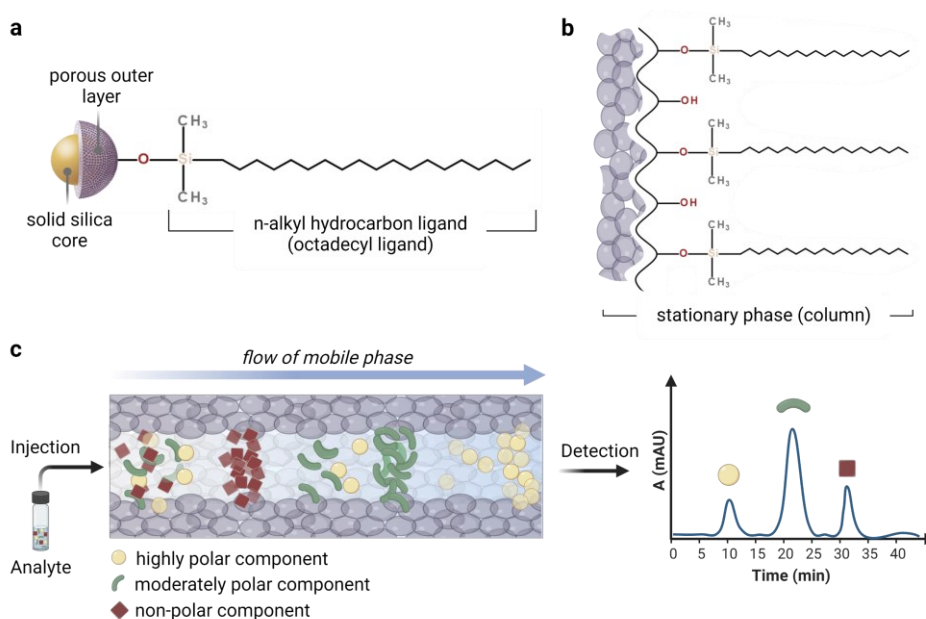 a
porous outer
layer
CH3
O
Si
CH3
solid silica
core
n-alkyl hydrocarbon ligand
(octadecyl ligand)
b
CH3
O
Si
CH3
OH
CH3
O
Si
CH3
OH
CH3
O
Si
CH3
stationary phase (column)
c
flow of mobile phase
Injection
Analyte
highly polar component
moderately polar component
non-polar component
Detection
A (mAU)
0 5 10 15 20 25 30 35 40
Time (min)